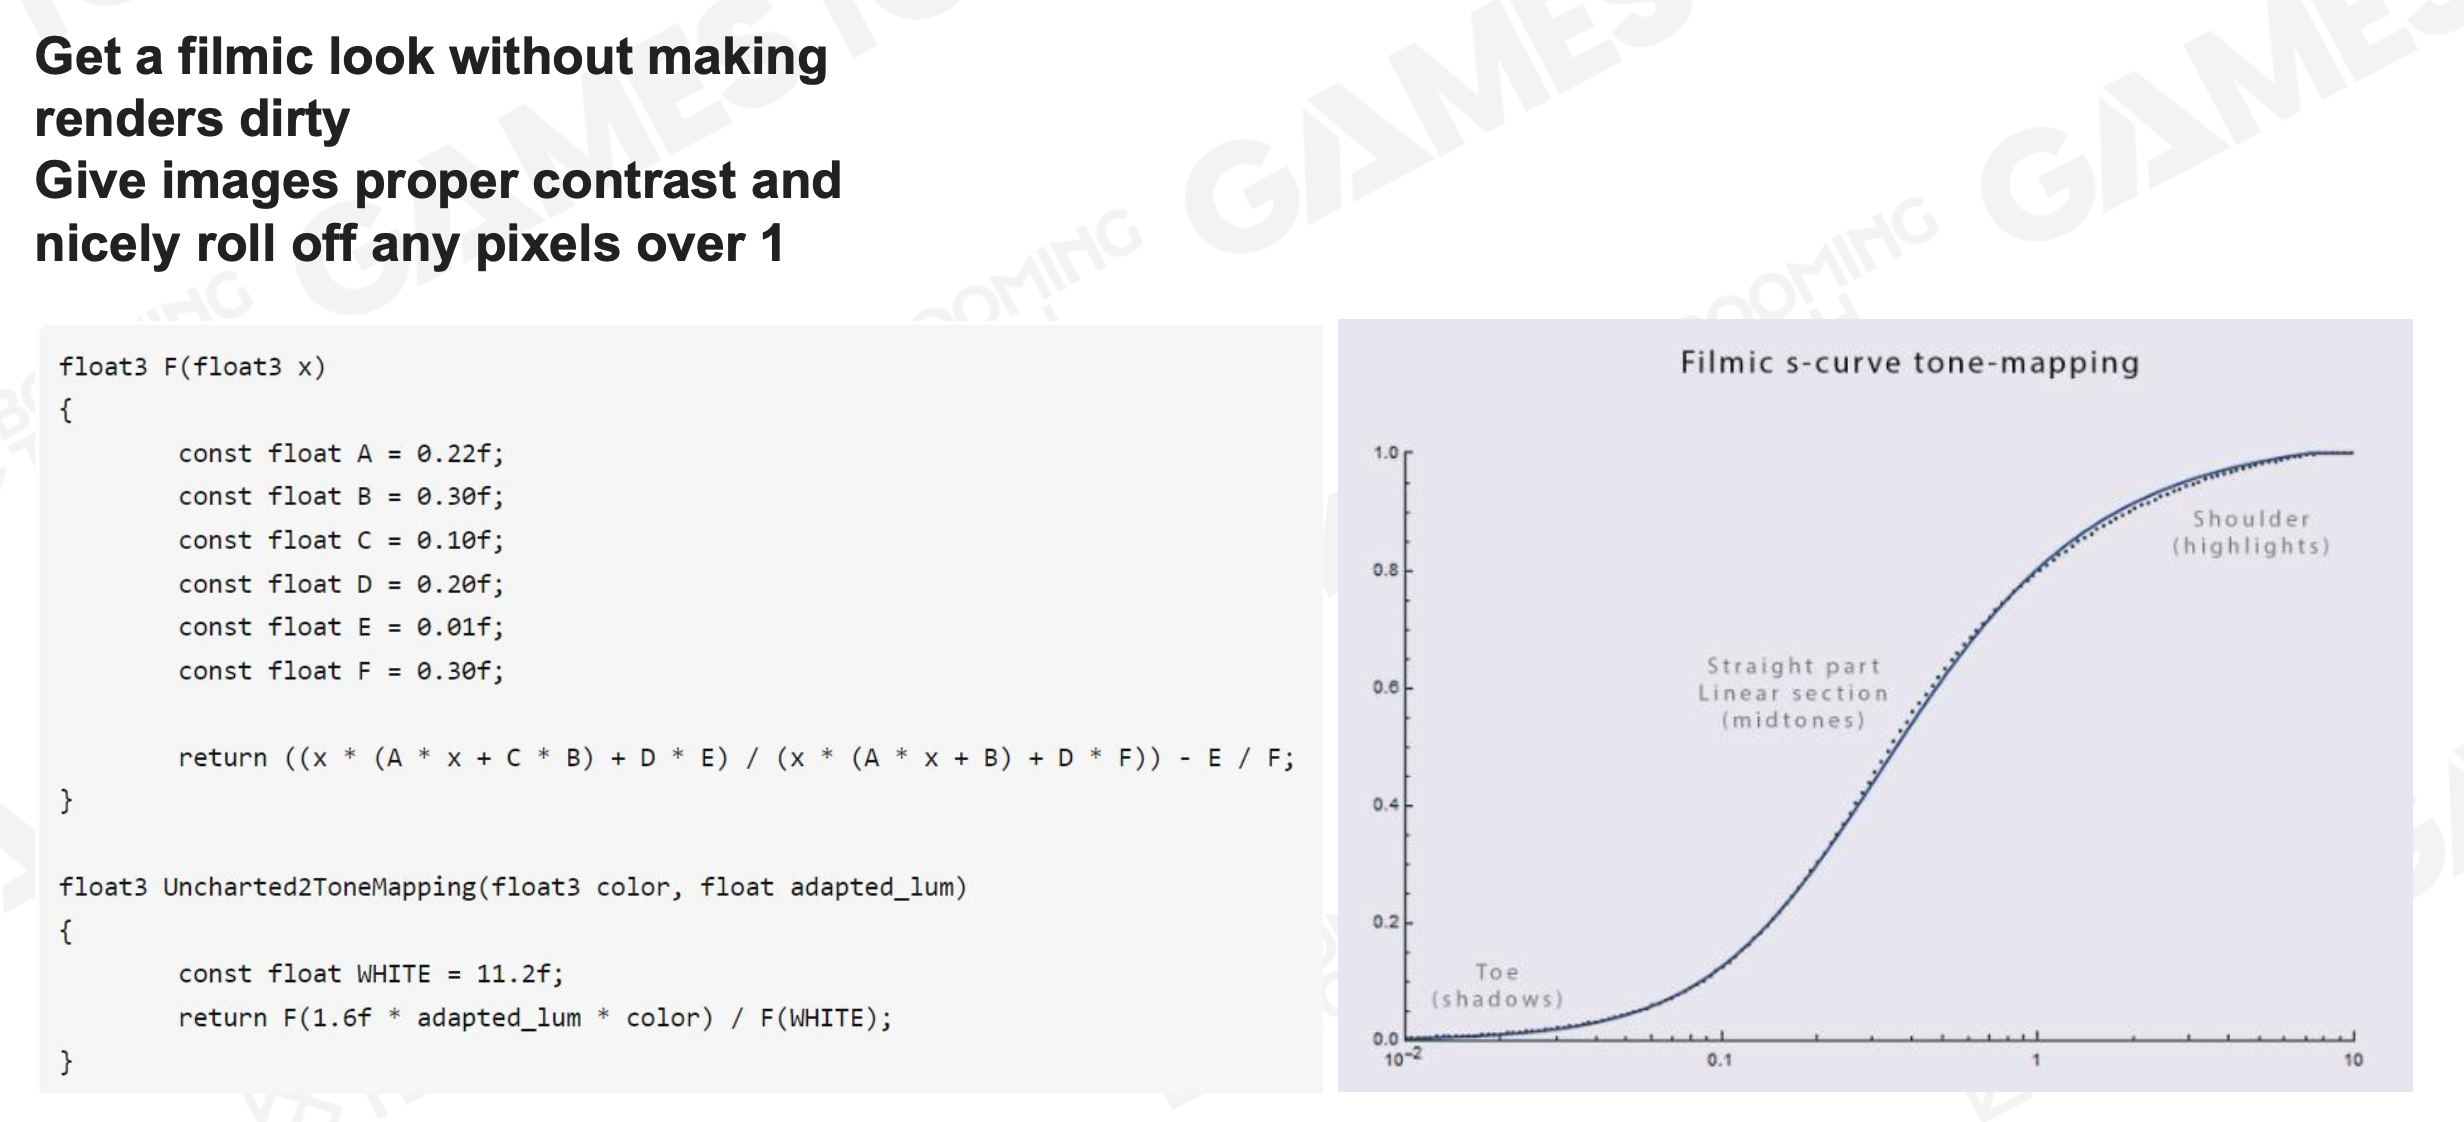 Get a filmic look without making
renders dirty
Give images proper contrast and
nicely roll off any pixels over 1
float3 F(float3 x)
{
const float A = 0.22f;
const float B = 0.30f;
const float C = 0.10f;
const float D = 0.20f;
const float E = 0.01f;
const float F = 0.30f;
return ((x * (A * x + C * B) + D * E) / (x * (A * x + B) + D * F)) - E / F;
}
float3 Uncharted2ToneMapping(float3 color, float adapted_lum)
{
const float WHITE = 11.2f;
return F(1.6f * adapted_lum * color) / F(WHITE);
}
Filmic s-curve tone-mapping
1.0
Shoulder
(highlights)
0.8
Straight part
Linear section
(midtones)
0.6
0.4
0.2
Toe
(shadows)
0.0
10⁻² 0.1 1 10
GAMES
GAMES
GAMES